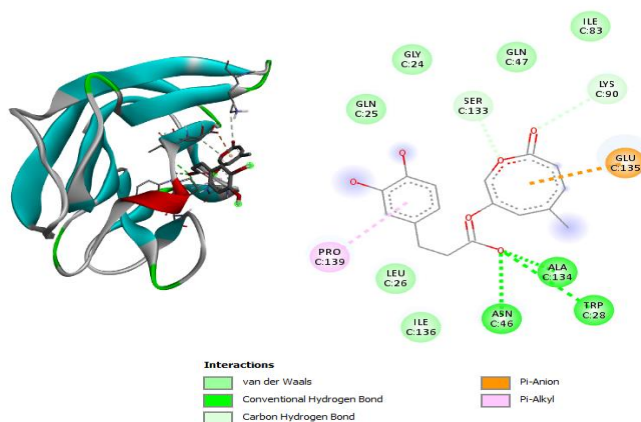 ILE
C:83
GLY
C:24
GLN
C:47
LYS
C:90
SER
C:133
GLN
C:25
GLU
C:135
PRO
C:139
LEU
C:26
ALA
C:134
TRP
C:28
ASN
C:46
ILE
C:136
Interactions
van der Waals
Conventional Hydrogen Bond
Carbon Hydrogen Bond
Pi-Anion
Pi-Alkyl